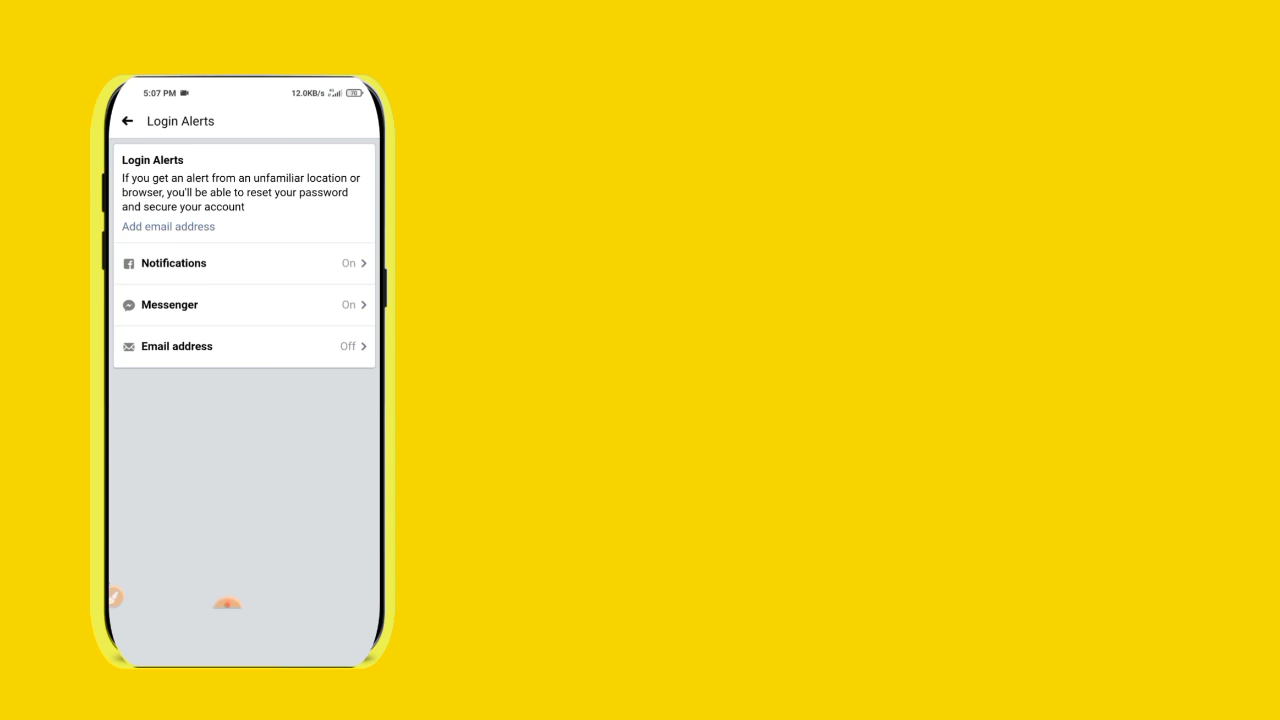 5:07 PM
12.0KB/s 4G 70
Login Alerts
Login Alerts
If you get an alert from an unfamiliar location or
browser, you'll be able to reset your password
and secure your account
Add email address
Notifications On
Messenger On
Email address Off